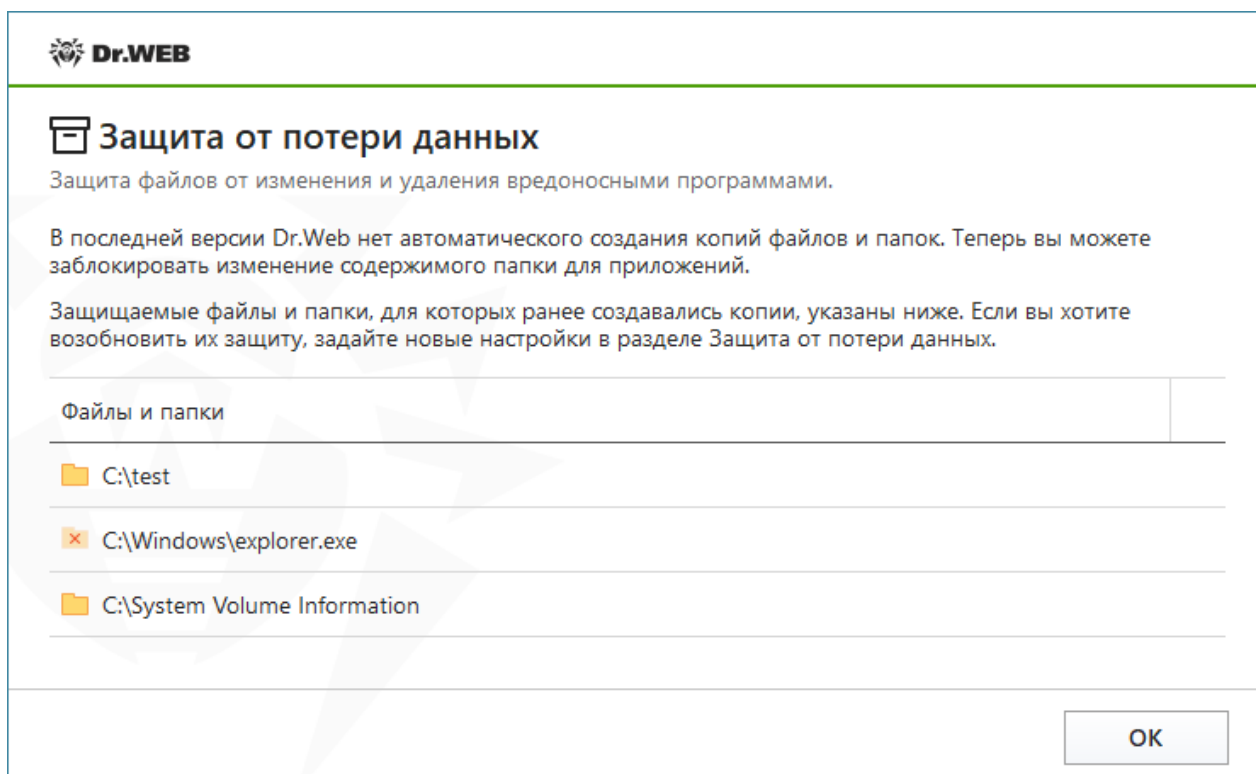 Dr.WEB
Защита от потери данных
Защита файлов от изменения и удаления вредоносными программами.
В последней версии Dr.Web нет автоматического создания копий файлов и папок. Теперь вы можете
заблокировать изменение содержимого папки для приложений.
Защищаемые файлы и папки, для которых ранее создавались копии, указаны ниже. Если вы хотите
возобновить их защиту, задайте новые настройки в разделе Защита от потери данных.
Файлы и папки
C:\test
C:\Windows\explorer.exe
C:\System Volume Information
ОК